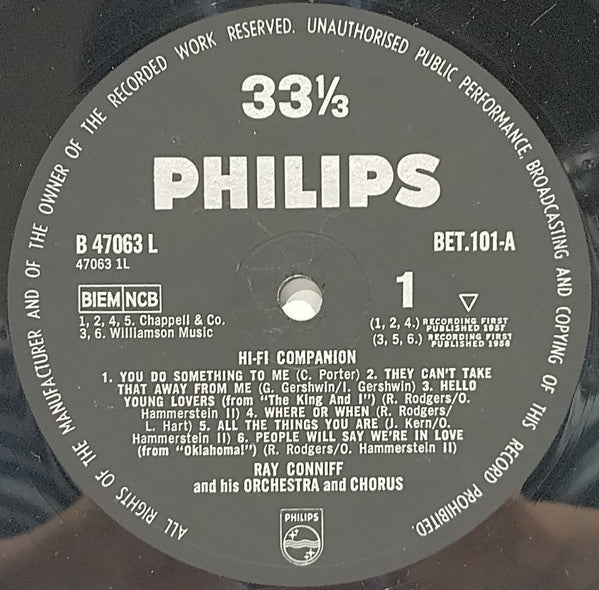 ALL RIGHTS OF THE MANUFACTURER AND OF THE OWNER OF THE RECORDED WORK RESERVED. UNAUTHORISED PUBLIC PERFORMANCE, BROADCASTING AND COPYING OF THIS RECORD PROHIBITED.
33⅓
PHILIPS
B 47063 L
BET.101-A
47063 1L
BIEM NCB
1
1, 2, 4, 5. Chappell & Co.
3, 6. Williamson Music
(1, 2, 4.) RECORDING FIRST PUBLISHED 1957
(3, 5, 6.) RECORDING FIRST PUBLISHED 1958
HI-FI COMPANION
1. YOU DO SOMETHING TO ME (C. Porter) 2. THEY CAN'T TAKE
THAT AWAY FROM ME (G. Gershwin/I. Gershwin) 3. HELLO
YOUNG LOVERS (from "The King And I") (R. Rodgers/O.
Hammerstein II) 4. WHERE OR WHEN (R. Rodgers/
L. Hart) 5. ALL THE THINGS YOU ARE (J. Kern/O.
Hammerstein II) 6. PEOPLE WILL SAY WE'RE IN LOVE
(from "Oklahoma!") (R. Rodgers/O. Hammerstein II)
RAY CONNIFF
and his ORCHESTRA and CHORUS
PHILIPS